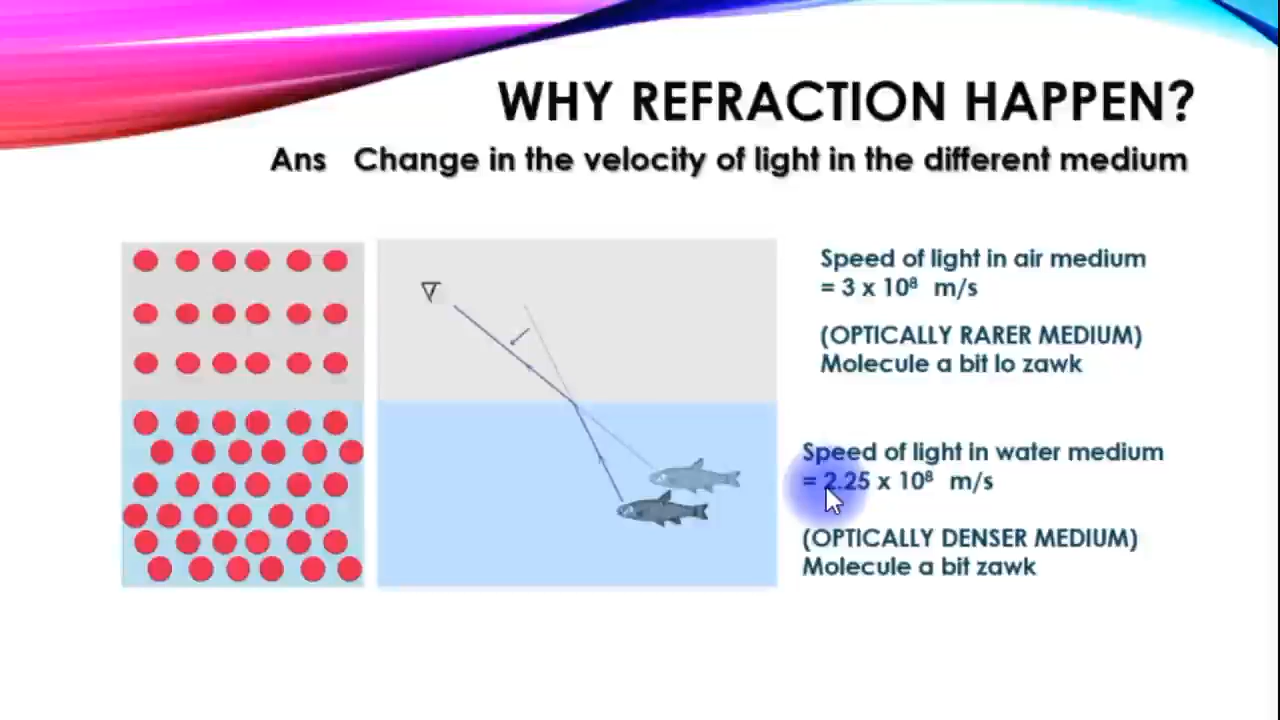 WHY REFRACTION HAPPEN?
Ans Change in the velocity of light in the different medium
Speed of light in air medium
= 3 x 10⁸ m/s
(OPTICALLY RARER MEDIUM)
Molecule a bit lo zawk
Speed of light in water medium
= 2.25 x 10⁸ m/s
(OPTICALLY DENSER MEDIUM)
Molecule a bit zawk